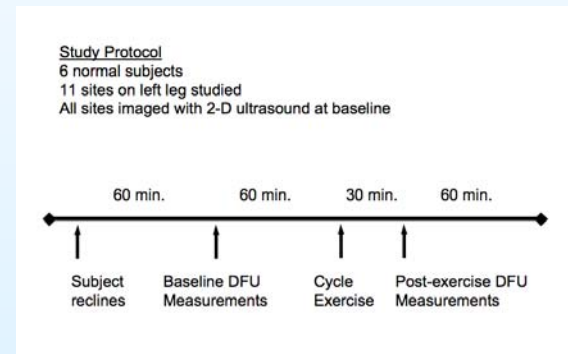 Study Protocol
6 normal subjects
11 sites on left leg studied
All sites imaged with 2-D ultrasound at baseline
60 min.
60 min.
30 min.
60 min.
Subject
reclines
Baseline DFU
Measurements
Cycle
Exercise
Post-exercise DFU
Measurements